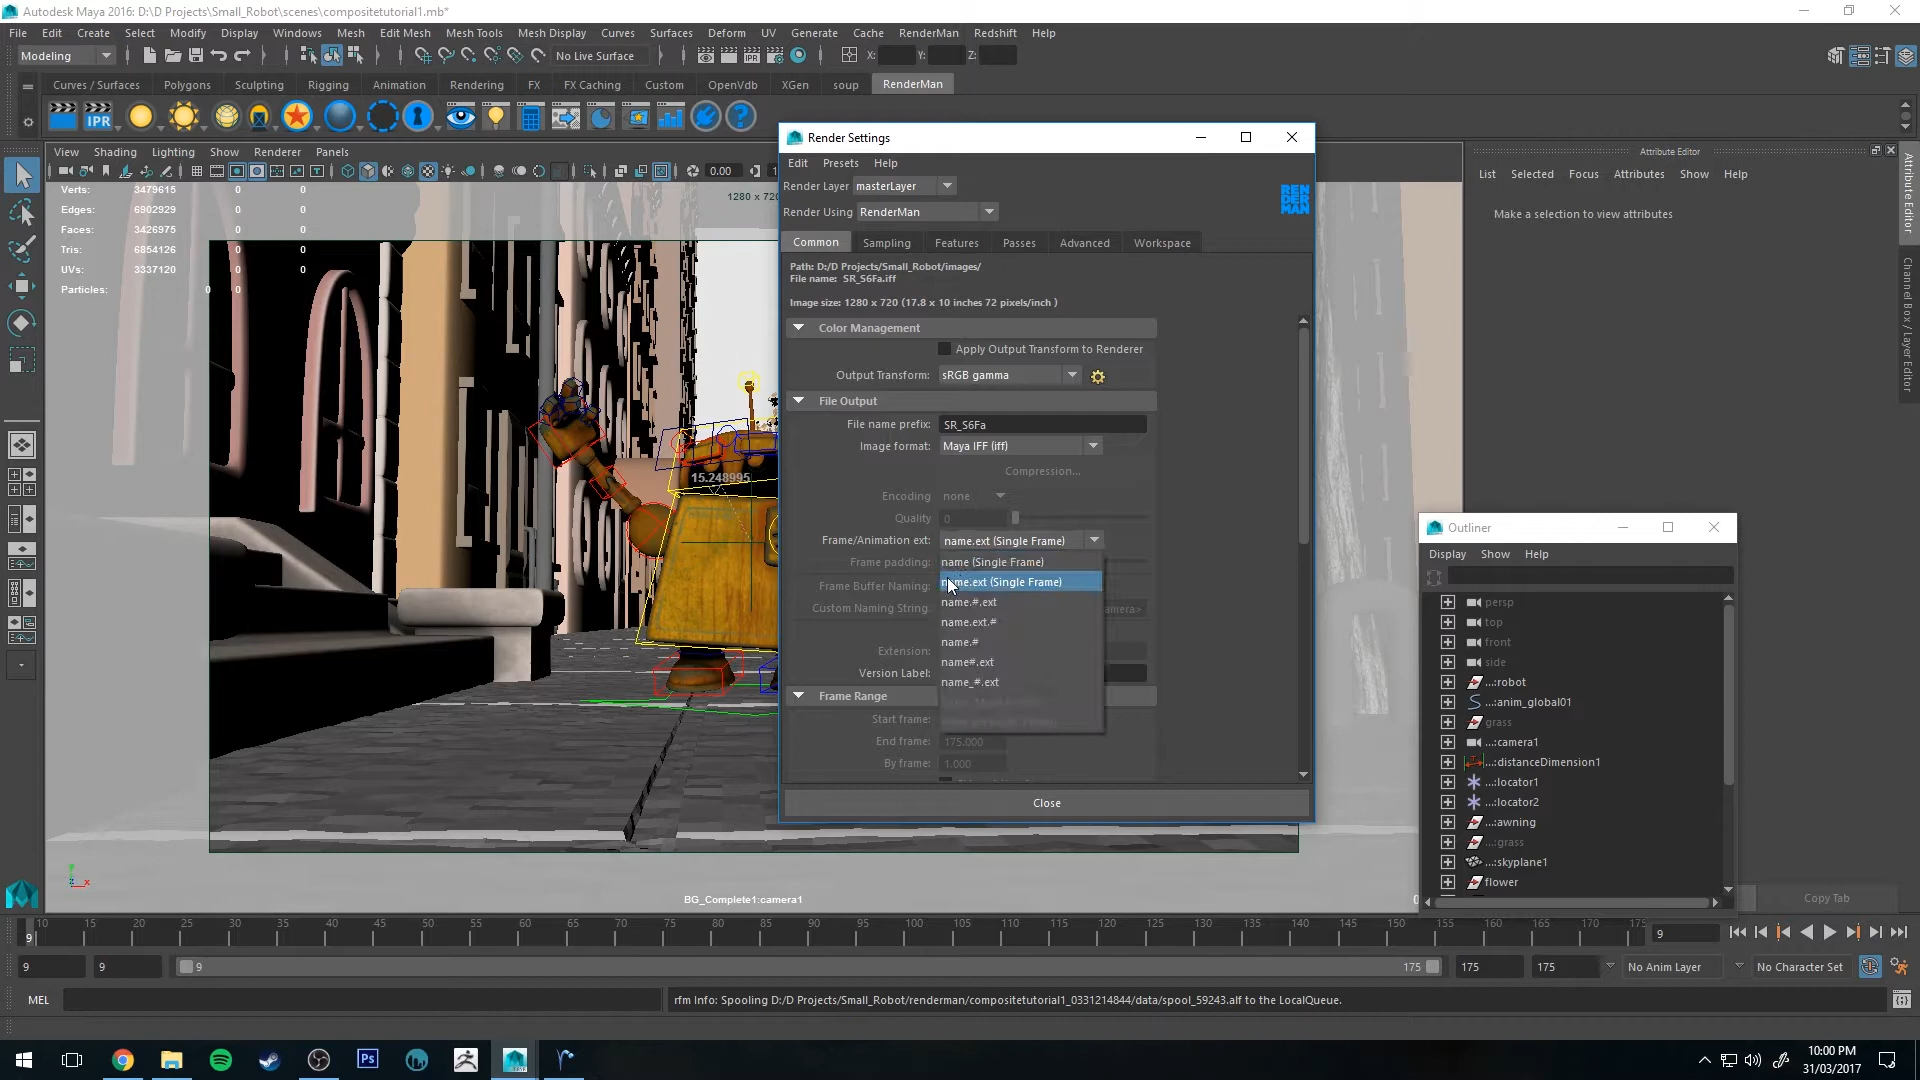 Autodesk Maya 2016: D:\D Projects\Small_Robot\scenes\compositetutorial1.mb*
File Edit Create Select Modify Display Windows Mesh Edit Mesh Mesh Tools Mesh Display Curves Surfaces Deform UV Generate Cache RenderMan Redshift Help
Modeling No Live Surface X: Y: Z:
Curves / Surfaces Polygons Sculpting Rigging Animation Rendering FX FX Caching Custom OpenVdb XGen soup RenderMan
IPR
View Shading Lighting Show Renderer Panels
0.00
Verts: 3479615 0 0
Edges: 6902929 0 0
Faces: 3426975 0 0
Tris: 6854126 0 0
UVs: 3337120 0 0
Particles: 0 0
1280 x 720
15.248995
BG_Complete1:camera1
Render Settings
Edit Presets Help
Render Layer masterLayer
Render Using RenderMan
REN
DER
MAN
Common Sampling Features Passes Advanced Workspace
Path: D:/D Projects/Small_Robot/images/
File name: SR_S6Fa.iff
Image size: 1280 x 720 (17.8 x 10 inches 72 pixels/inch )
Color Management
Apply Output Transform to Renderer
Output Transform: sRGB gamma
File Output
File name prefix: SR_S6Fa
Image format: Maya IFF (iff)
Compression...
Encoding none
Quality 0
Frame/Animation ext: name.ext (Single Frame)
Frame padding: name (Single Frame)
name.ext (Single Frame)
Frame Buffer Naming:
name.#.ext
Custom Naming String: amera>
name.ext.#
name.#
Extension:
name#.ext
Version Label:
name_#.ext
Frame Range
Start frame:
End frame: 175.000
By frame: 1.000
Close
Attribute Editor
List Selected Focus Attributes Show Help
Make a selection to view attributes
Attribute Editor
Channel Box / Layer Editor
Outliner
Display Show Help
persp
top
front
side
...:robot
...:anim_global01
grass
...:camera1
...:distanceDimension1
...:locator1
...:locator2
...:awning
...:grass
...:skyplane1
flower
Copy Tab
10 15 20 25 30 35 40 45 50 55 60 65 70 75 80 85 90 95 100 105 110 115 120 125 130 135 140 145 150 155 160 165 170 175
9 9
9 9 9 175 175 175 No Anim Layer No Character Set
MEL rfm Info: Spooling D:/D Projects/Small_Robot/renderman/compositetutorial1_0331214844/data/spool_59243.alf to the LocalQueue.
Ps
10:00 PM
31/03/2017